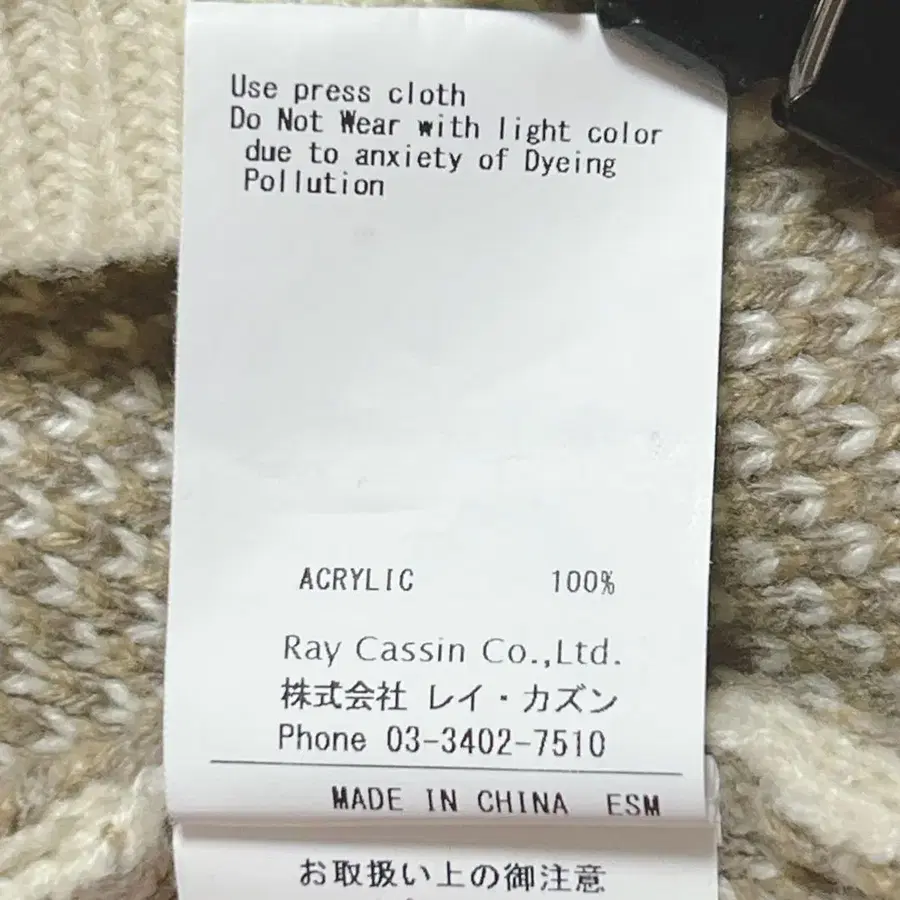 Use press cloth
Do Not Wear with light color
due to anxiety of Dyeing
Pollution
ACRYLIC 100%
Ray Cassin Co.,Ltd.
株式会社 レイ・カズン
Phone 03-3402-7510
MADE IN CHINA ESM
お取扱い上の御注意